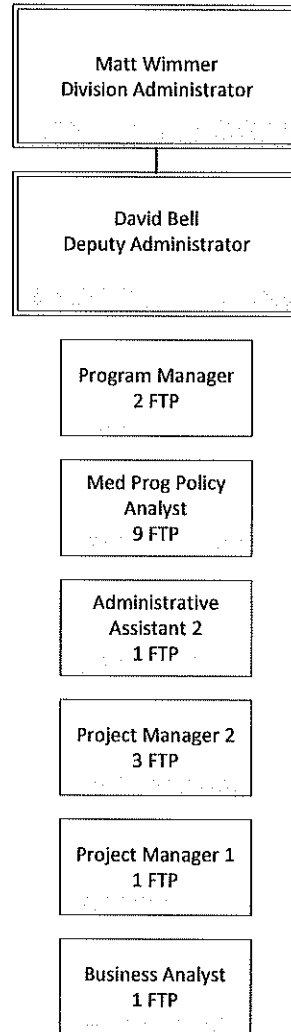 Matt Wimmer
Division Administrator
David Bell
Deputy Administrator
Program Manager
2 FTP
Med Prog Policy
Analyst
9 FTP
Administrative
Assistant 2
1 FTP
Project Manager 2
3 FTP
Project Manager 1
1 FTP
Business Analyst
1 FTP